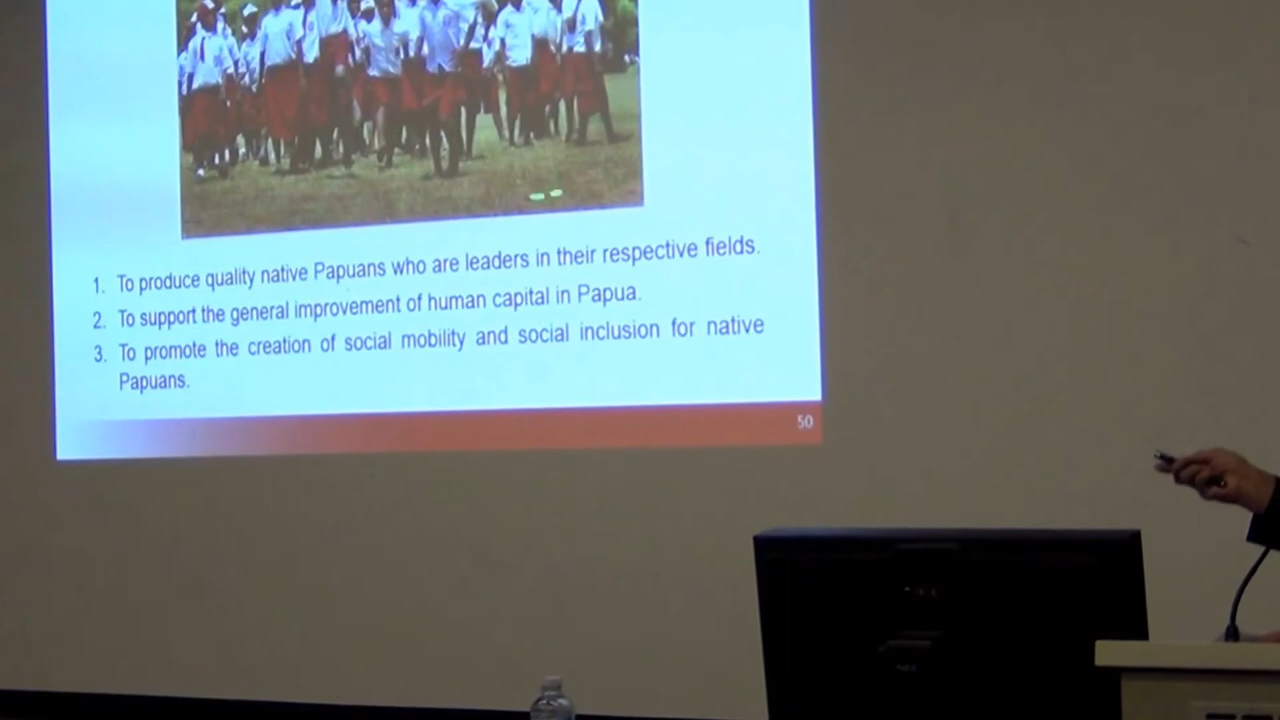 1. To produce quality native Papuans who are leaders in their respective fields.
2. To support the general improvement of human capital in Papua.
3. To promote the creation of social mobility and social inclusion for native
Papuans.
50